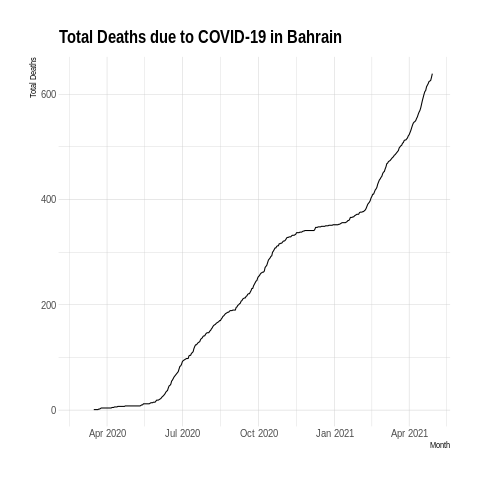 Total Deaths due to COVID-19 in Bahrain
Total Deaths
600
400
200
0
Apr 2020
Jul 2020
Oct 2020
Jan 2021
Apr 2021
Month